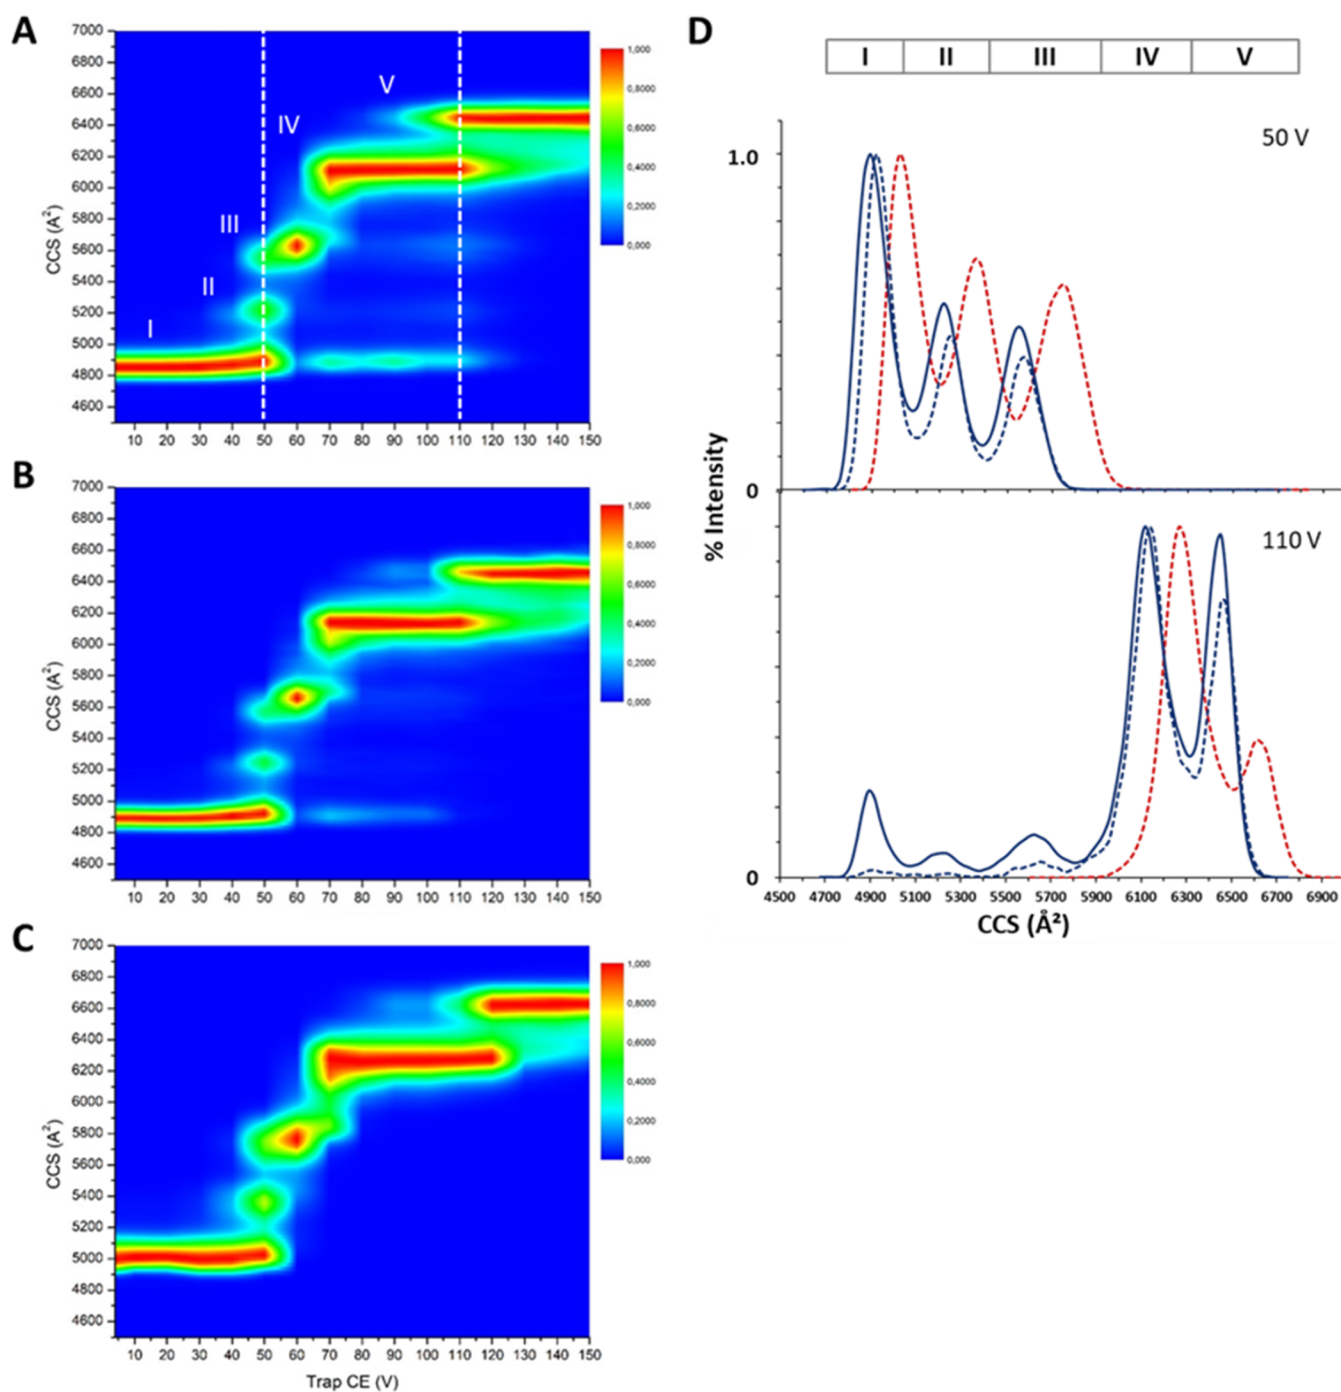 A
7000
6800
6600
6400
6200
6000
5800
5600
5400
5200
5000
4800
4600
CCS (A²)
I
II
III
IV
V
10 20 30 40 50 60 70 80 90 100 110 120 130 140 150
1,000
0,8000
0,6000
0,4000
0,2000
0,000
B
7000
6800
6600
6400
6200
6000
5800
5600
5400
5200
5000
4800
4600
CCS (A²)
10 20 30 40 50 60 70 80 90 100 110 120 130 140 150
1,000
0,8000
0,6000
0,4000
0,2000
0,000
C
7000
6800
6600
6400
6200
6000
5800
5600
5400
5200
5000
4800
4600
CCS (A²)
10 20 30 40 50 60 70 80 90 100 110 120 130 140 150
Trap CE (V)
1,000
0,8000
0,6000
0,4000
0,2000
0,000
D
I II III IV V
50 V
1.0
0
% Intensity
110 V
0
4500 4700 4900 5100 5300 5500 5700 5900 6100 6300 6500 6700 6900
CCS (Å²)